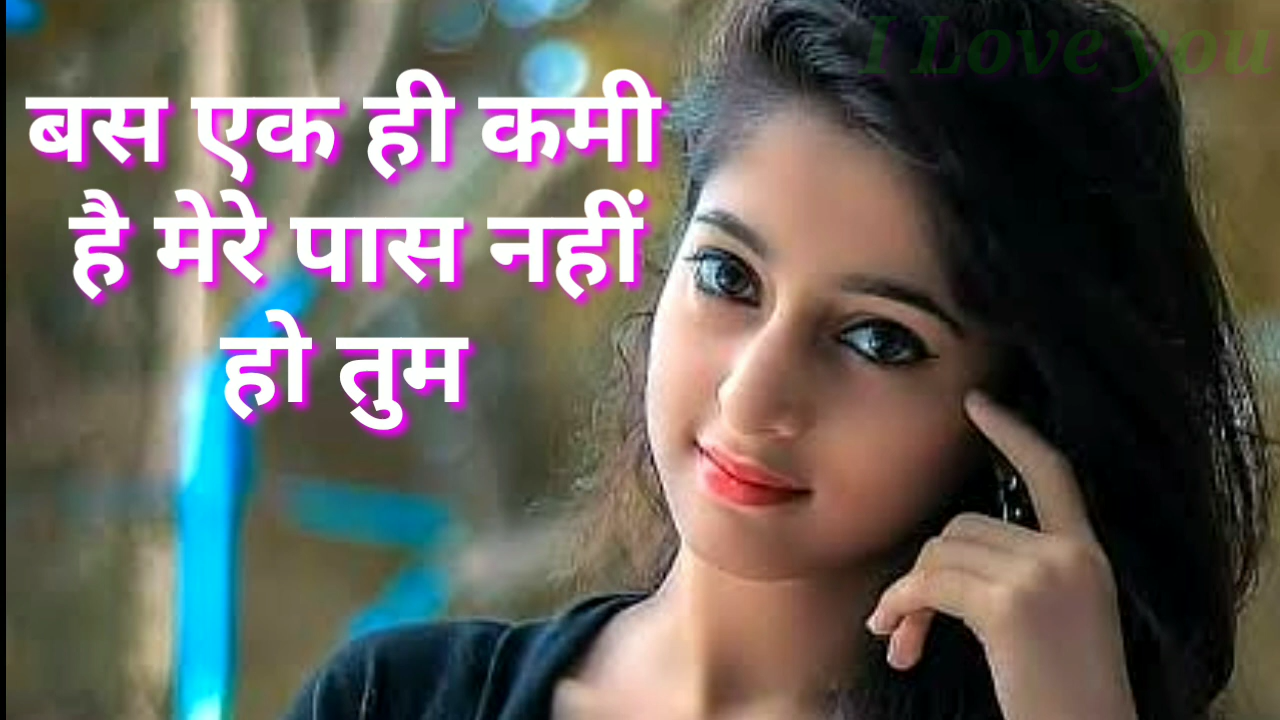 I Love you
बस एक ही कमी
है मेरे पास नहीं
हो तुम